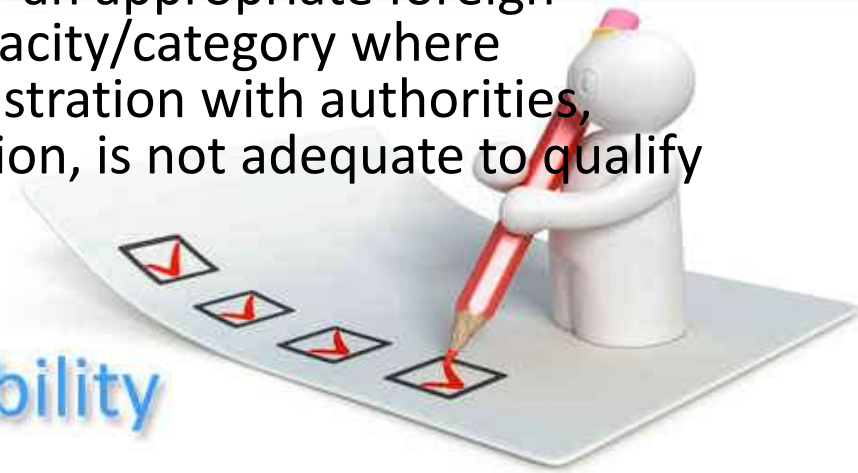 an appropriate foreign
acity/category where
stration with authorities,
ion, is not adequate to qualify
bility